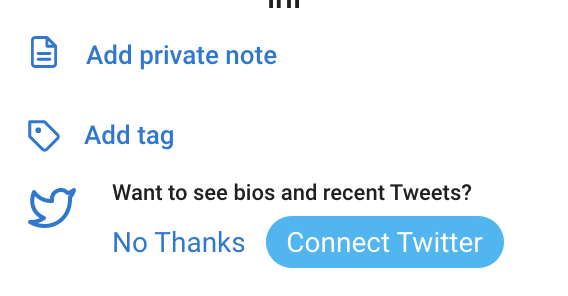 Add private note
Add tag
Want to see bios and recent Tweets?
No Thanks
Connect Twitter